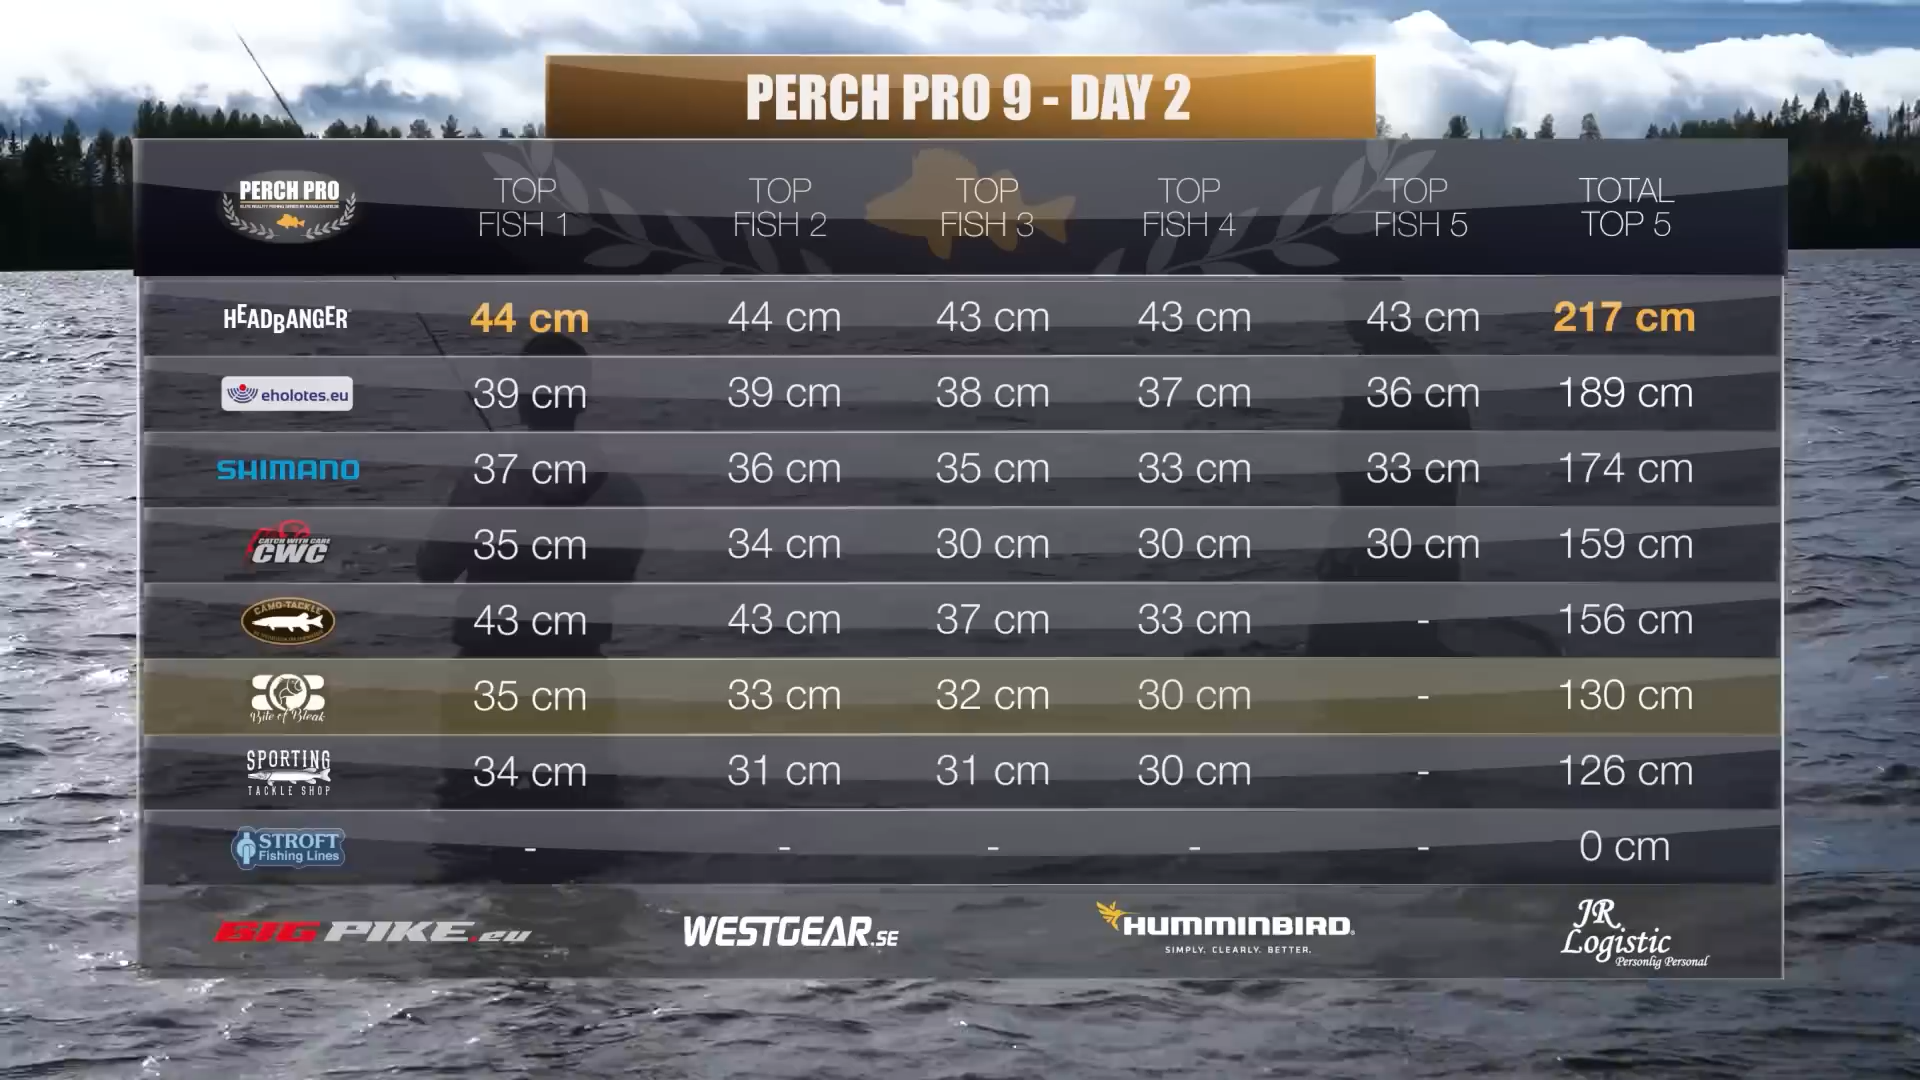 PERCH PRO 9 - DAY 2
PERCH PRO
TOP FISH 1
TOP FISH 2
TOP FISH 3
TOP FISH 4
TOP FISH 5
TOTAL TOP 5
HEADBANGER 44 cm 44 cm 43 cm 43 cm 43 cm 217 cm
eholotes.eu 39 cm 39 cm 38 cm 37 cm 36 cm 189 cm
SHIMANO 37 cm 36 cm 35 cm 33 cm 33 cm 174 cm
CATCH WITH CARE
CWC 35 cm 34 cm 30 cm 30 cm 30 cm 159 cm
CAMO-TACKLE 43 cm 43 cm 37 cm 33 cm - 156 cm
Bite of Bleak 35 cm 33 cm 32 cm 30 cm - 130 cm
SPORTING
TACKLE SHOP 34 cm 31 cm 31 cm 30 cm - 126 cm
STROFT
Fishing Lines - - - - - 0 cm
BIG PIKE.eu
WESTGEAR.SE
HUMMINBIRD
SIMPLY. CLEARLY. BETTER.
JR
Logistic
Personlig Personal